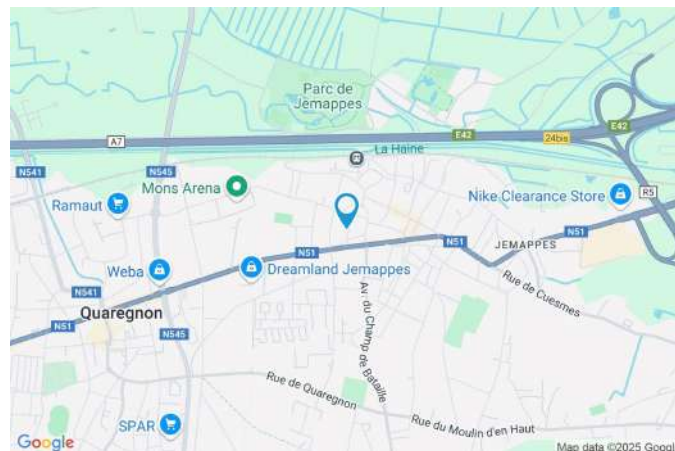 Parc de
Jemappes
A7
E42
24bis
E42
La Haine
N541
N545
Mons Arena
Ramaut
Nike Clearance Store
R5
N51
N51
N51
JEMAPPES
Weba
Dreamland Jemappes
N541
Quaregnon
N51
N545
Rue de Cuesmes
Av. du Champ
de Bataille
Rue de Quaregnon
Rue du Moulin d'en Haut
SPAR
Google
Map data ©2025 Google